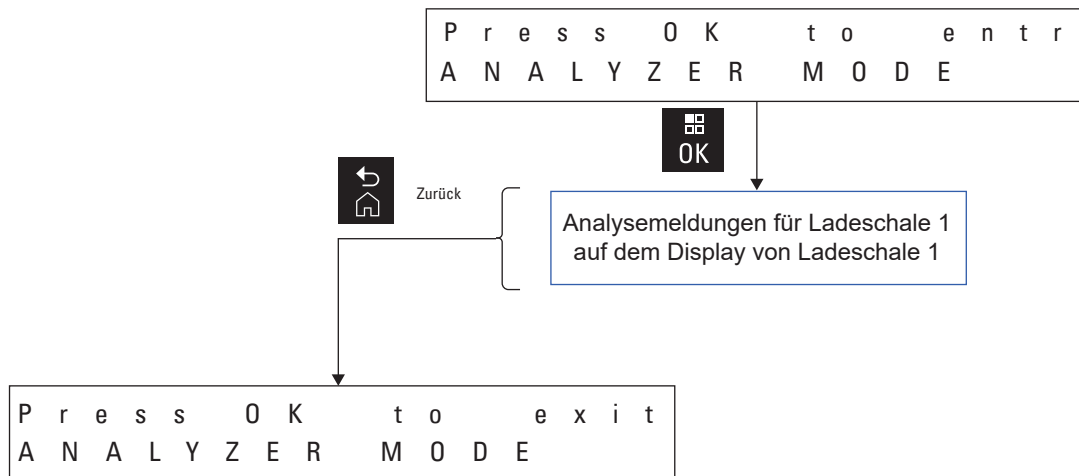 Press OK to entr
ANALYZER MODE
OK
Zurück
Analysemeldungen für Ladeschale 1
auf dem Display von Ladeschale 1
Press OK to exit
ANALYZER MODE